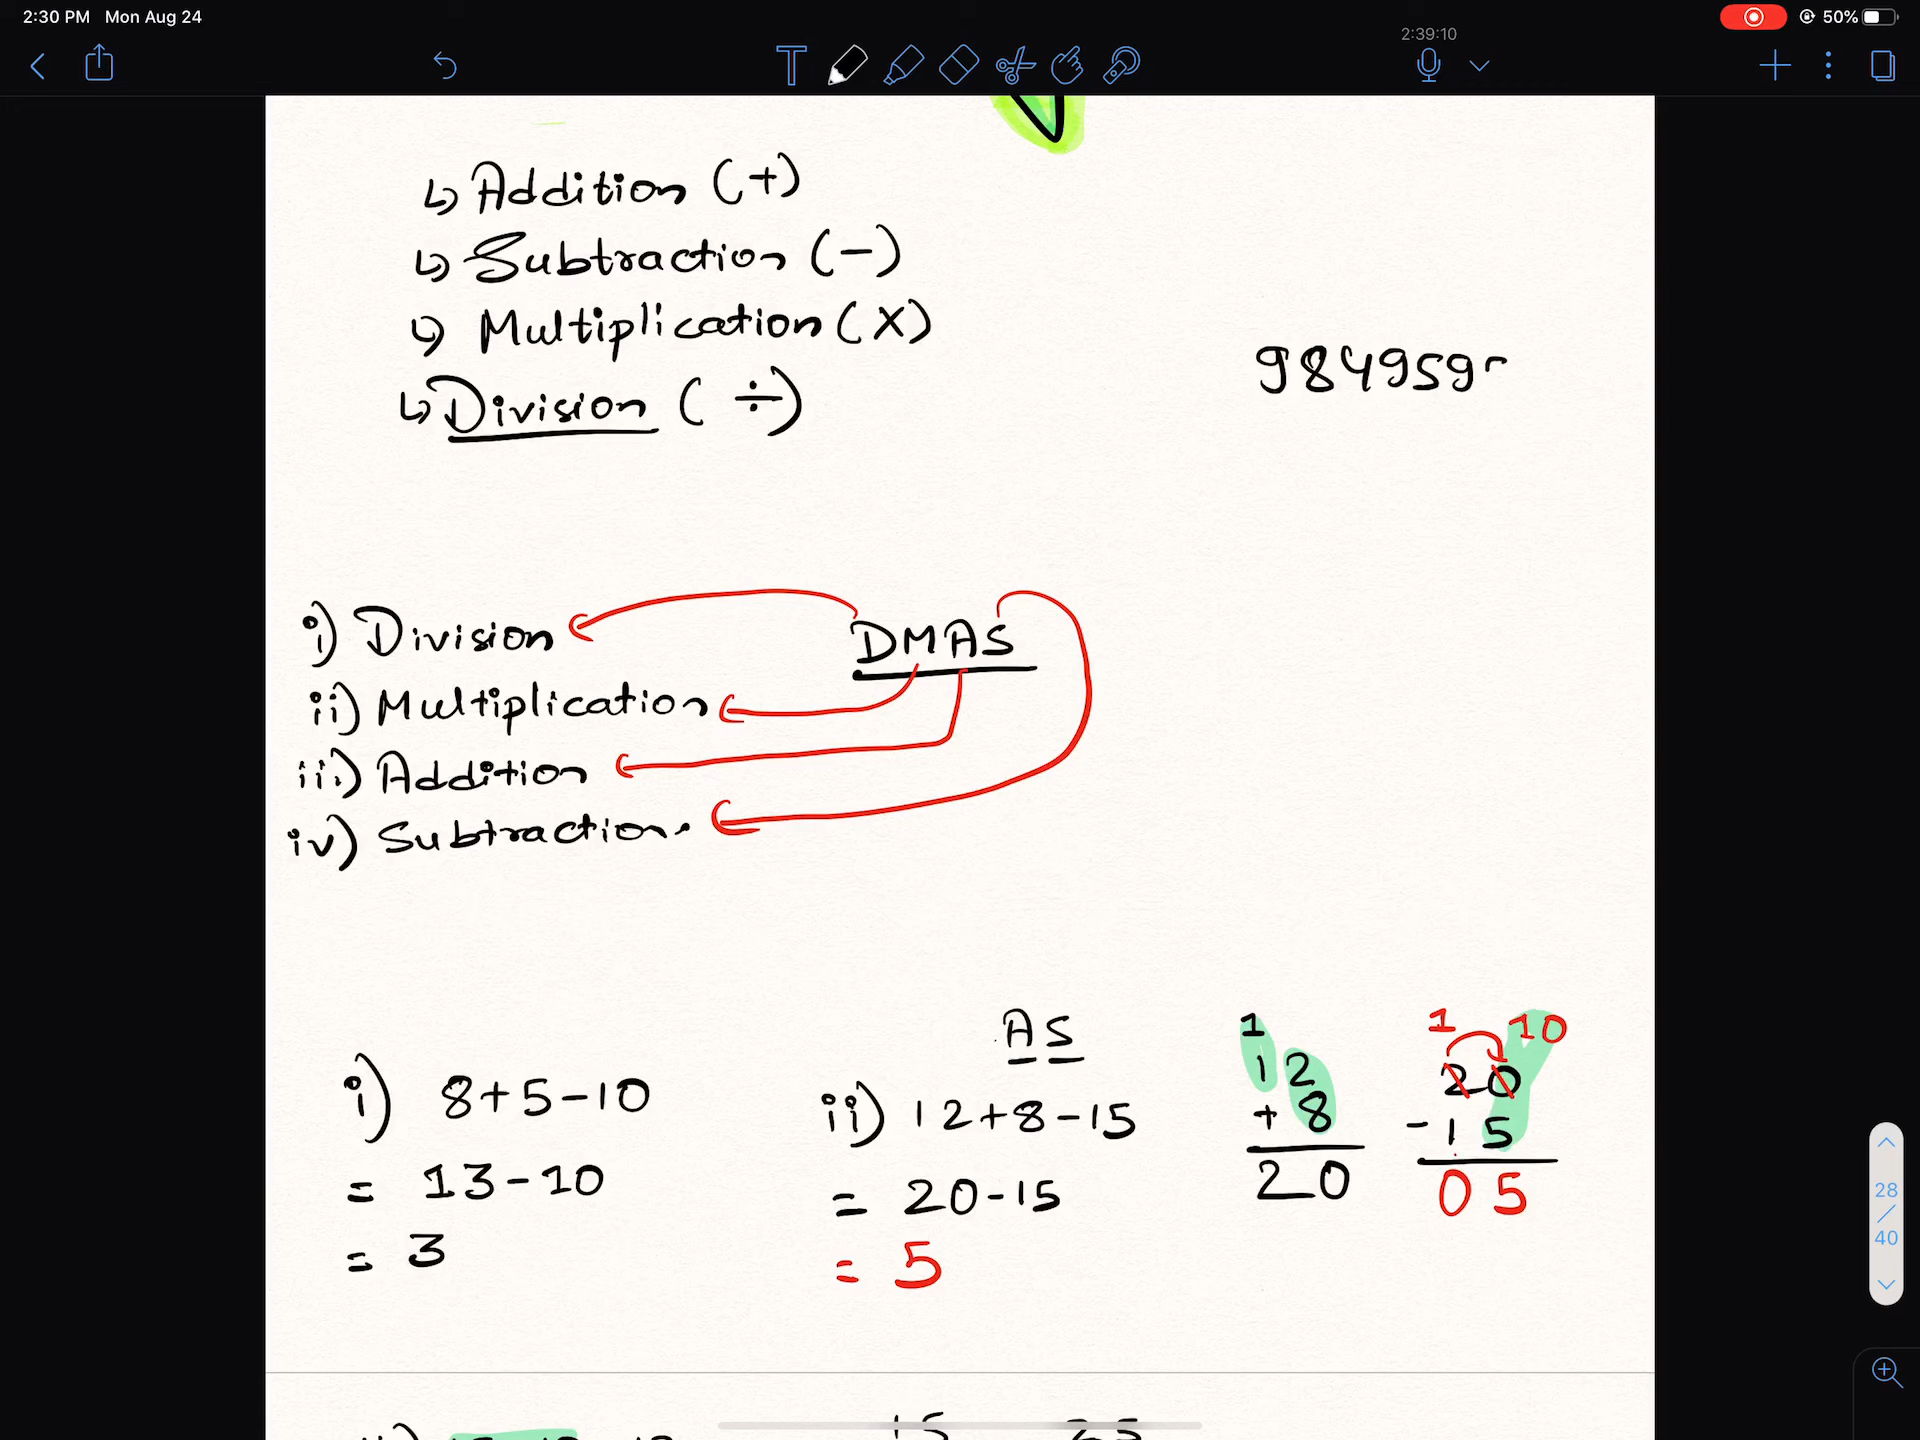 2:30 PM Mon Aug 24
50%
2:39:10
↳ Addition (+)
↳ Subtraction (-)
↳ Multiplication (×)
↳ Division (÷)
984959
DMAS
i) Division
ii) Multiplication
iii) Addition
iv) Subtraction.
AS
i) 8+5-10
= 13-10
= 3
ii) 12+8-15
= 20-15
= 5
1
12
+ 8
20
1 10
20
- 15
05
28
/
40